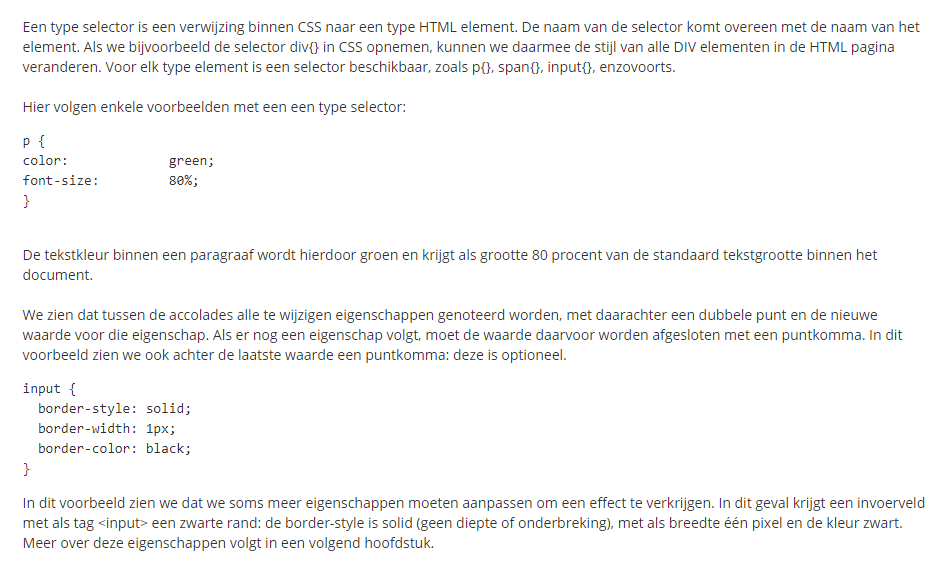 Een type selector is een verwijzing binnen CSS naar een type HTML element. De naam van de selector komt overeen met de naam van het
element. Als we bijvoorbeeld de selector div{} in CSS opnemen, kunnen we daarmee de stijl van alle DIV elementen in de HTML pagina
veranderen. Voor elk type element is een selector beschikbaar, zoals p{}, span{}, input{}, enzovoorts.
Hier volgen enkele voorbeelden met een een type selector:
p {
color: green;
font-size: 80%;
}
De tekstkleur binnen een paragraaf wordt hierdoor groen en krijgt als grootte 80 procent van de standaard tekstgrootte binnen het
document.
We zien dat tussen de accolades alle te wijzigen eigenschappen genoteerd worden, met daarachter een dubbele punt en de nieuwe
waarde voor die eigenschap. Als er nog een eigenschap volgt, moet de waarde daarvoor worden afgesloten met een puntkomma. In dit
voorbeeld zien we ook achter de laatste waarde een puntkomma: deze is optioneel.
input {
  border-style: solid;
  border-width: 1px;
  border-color: black;
}
In dit voorbeeld zien we dat we soms meer eigenschappen moeten aanpassen om een effect te verkrijgen. In dit geval krijgt een invoerveld
met als tag <input> een zwarte rand: de border-style is solid (geen diepte of onderbreking), met als breedte één pixel en de kleur zwart.
Meer over deze eigenschappen volgt in een volgend hoofdstuk.